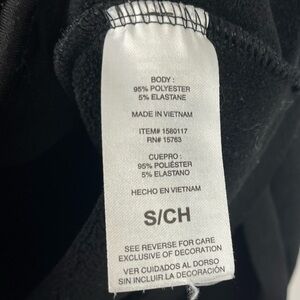 BODY :
95% POLYESTER
5% ELASTANE
MADE IN VIETNAM
ITEM# 1580117
RN# 15763
CUERPO :
95% POLIÉSTER
5% ELASTANO
HECHO EN VIETNAM
S/CH
SEE REVERSE FOR CARE
EXCLUSIVE OF DECORATION
VER CUIDADOS AL DORSO
SIN INCLUIR LA DECORACIÓN